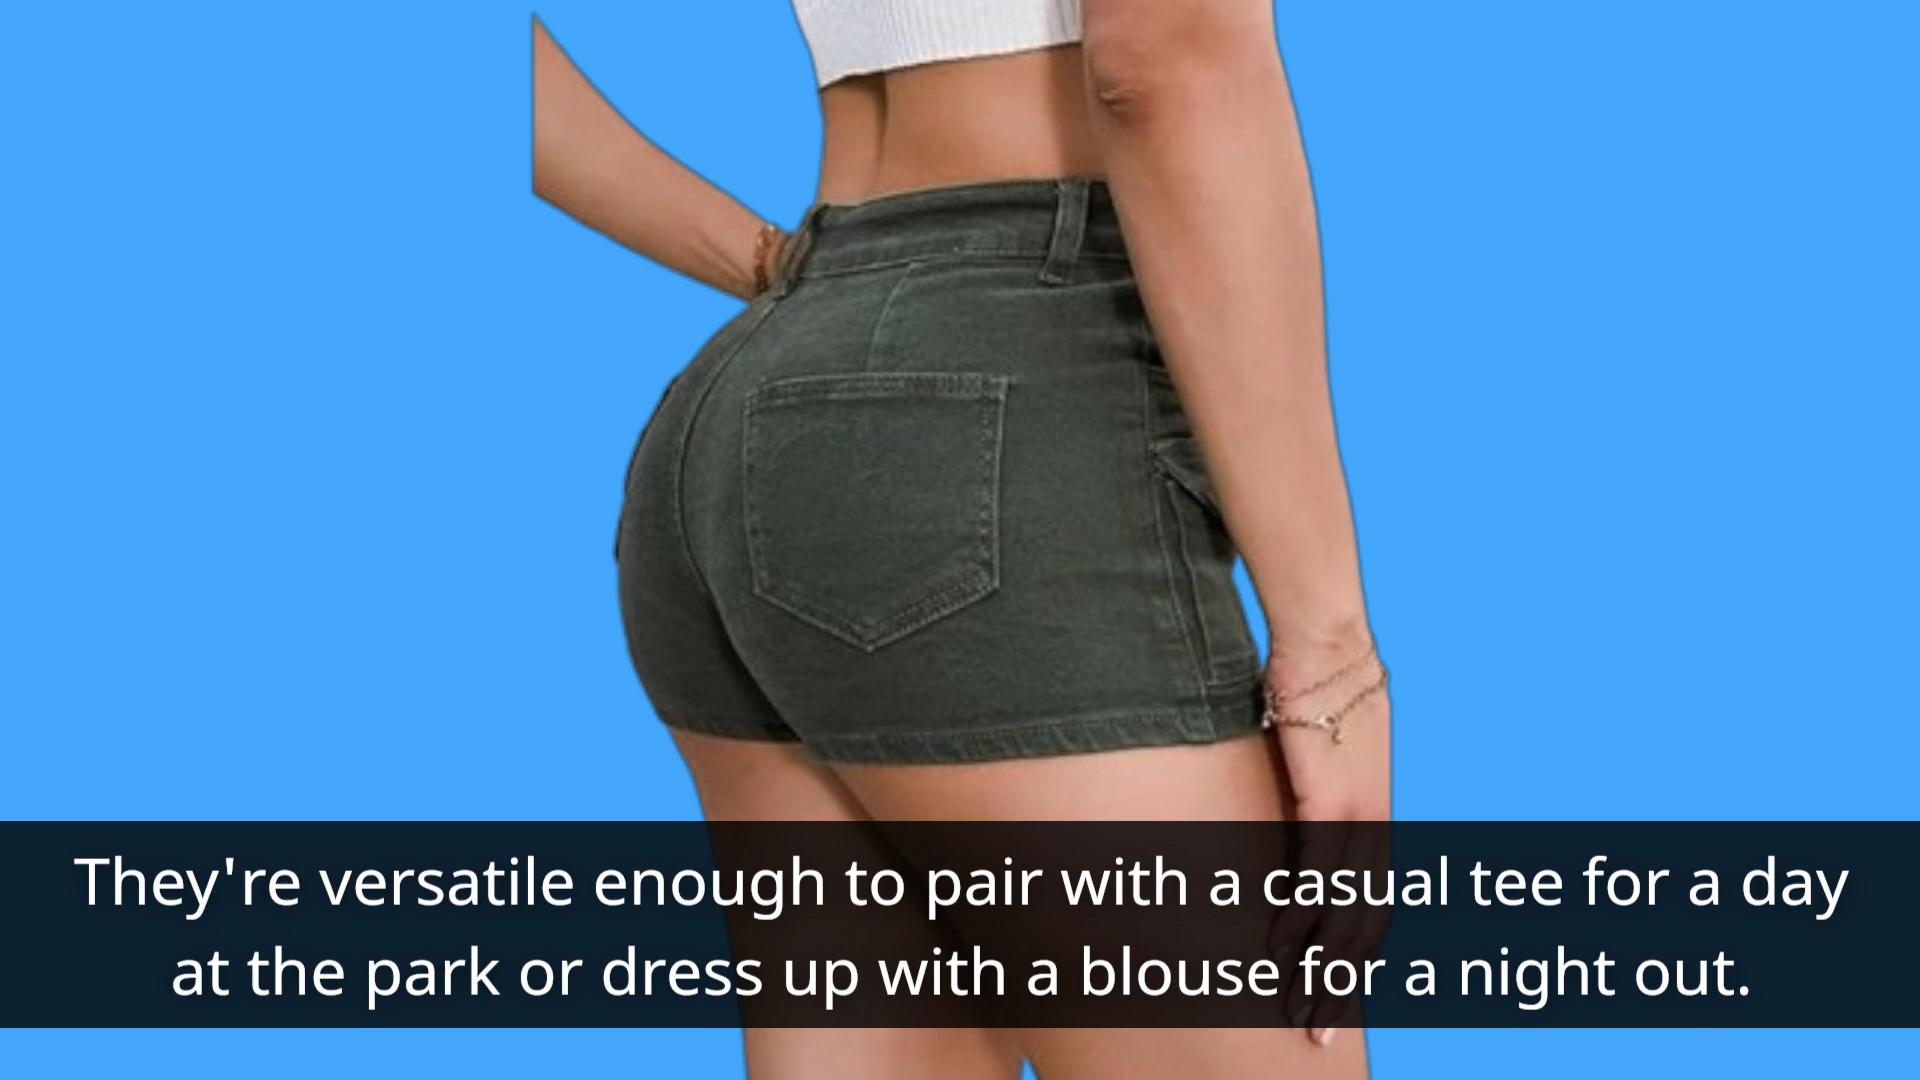 They're versatile enough to pair with a casual tee for a day
at the park or dress up with a blouse for a night out.